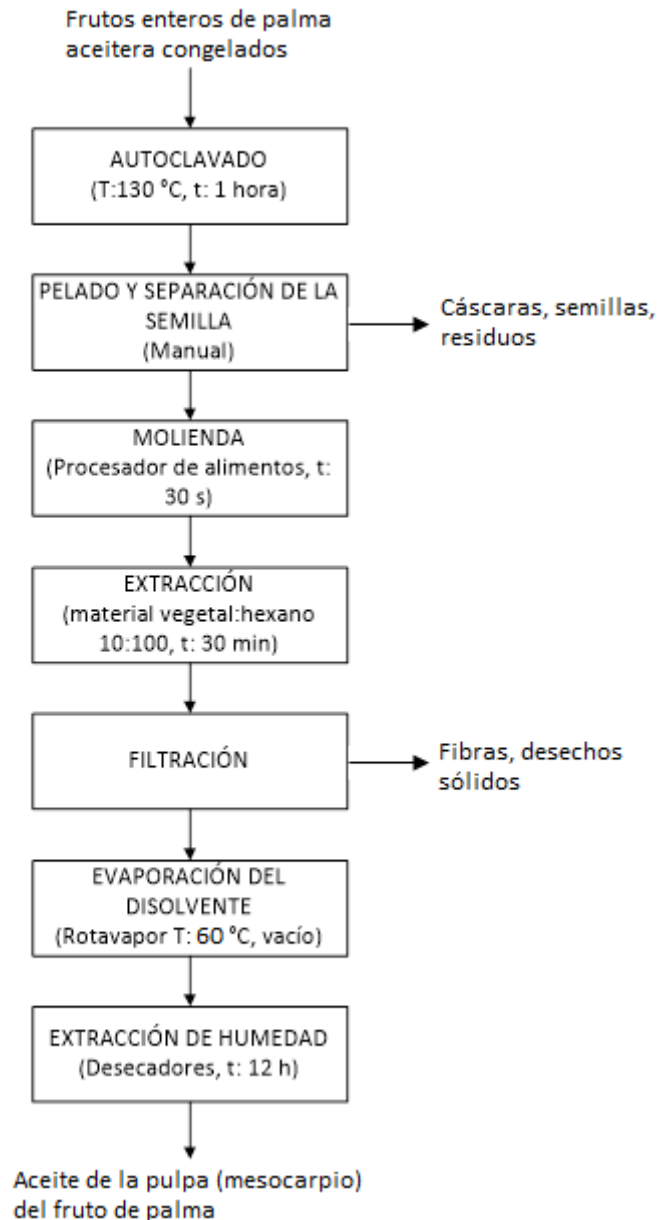 Frutos enteros de palma
aceitera congelados
AUTOCLAVADO
(T:130 °C, t: 1 hora)
PELADO Y SEPARACIÓN DE LA
SEMILLA
(Manual)
Cáscaras, semillas,
residuos
MOLIENDA
(Procesador de alimentos, t:
30 s)
EXTRACCIÓN
(material vegetal:hexano
10:100, t: 30 min)
FILTRACIÓN
Fibras, desechos
sólidos
EVAPORACIÓN DEL
DISOLVENTE
(Rotavapor T: 60 °C, vacío)
EXTRACCIÓN DE HUMEDAD
(Desecadores, t: 12 h)
Aceite de la pulpa (mesocarpio)
del fruto de palma